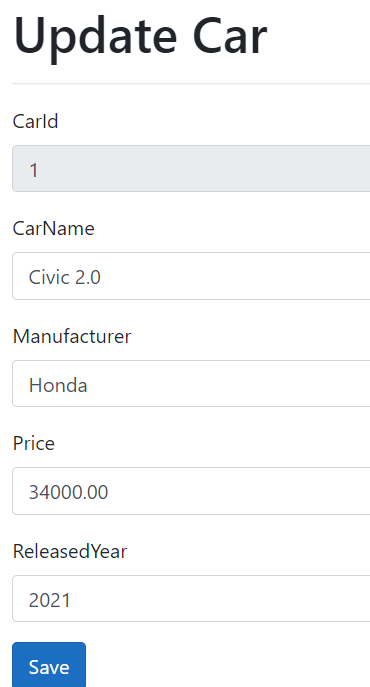 Update Car
CarId
1
CarName
Civic 2.0
Manufacturer
Honda
Price
34000.00
ReleasedYear
2021
Save